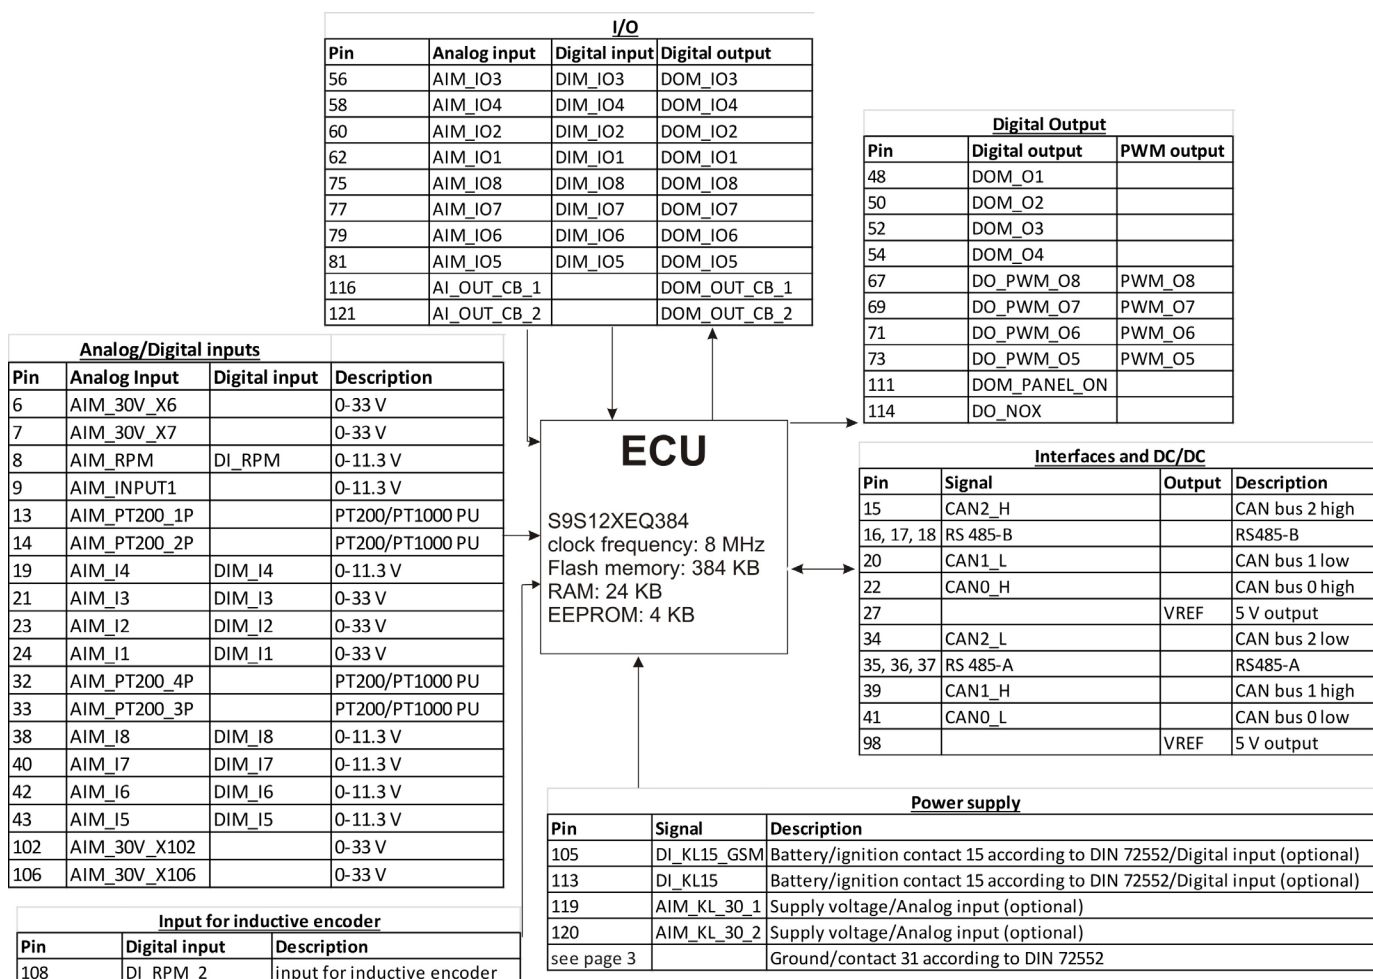 I/O
Pin Analog input Digital input Digital output
56 AIM_IO3 DIM_IO3 DOM_IO3
58 AIM_IO4 DIM_IO4 DOM_IO4
60 AIM_IO2 DIM_IO2 DOM_IO2
62 AIM_IO1 DIM_IO1 DOM_IO1
75 AIM_IO8 DIM_IO8 DOM_IO8
77 AIM_IO7 DIM_IO7 DOM_IO7
79 AIM_IO6 DIM_IO6 DOM_IO6
81 AIM_IO5 DIM_IO5 DOM_IO5
116 AI_OUT_CB_1 DOM_OUT_CB_1
121 AI_OUT_CB_2 DOM_OUT_CB_2
Digital Output
Pin Digital output PWM output
48 DOM_O1
50 DOM_O2
52 DOM_O3
54 DOM_O4
67 DO_PWM_O8 PWM_O8
69 DO_PWM_O7 PWM_O7
71 DO_PWM_O6 PWM_O6
73 DO_PWM_O5 PWM_O5
111 DOM_PANEL_ON
114 DO_NOX
Analog/Digital inputs
Pin Analog Input Digital input Description
6 AIM_30V_X6 0-33 V
7 AIM_30V_X7 0-33 V
8 AIM_RPM DI_RPM 0-11.3 V
9 AIM_INPUT1 0-11.3 V
13 AIM_PT200_1P PT200/PT1000 PU
14 AIM_PT200_2P PT200/PT1000 PU
19 AIM_I4 DIM_I4 0-11.3 V
21 AIM_I3 DIM_I3 0-33 V
23 AIM_I2 DIM_I2 0-33 V
24 AIM_I1 DIM_I1 0-33 V
32 AIM_PT200_4P PT200/PT1000 PU
33 AIM_PT200_3P PT200/PT1000 PU
38 AIM_I8 DIM_I8 0-11.3 V
40 AIM_I7 DIM_I7 0-11.3 V
42 AIM_I6 DIM_I6 0-11.3 V
43 AIM_I5 DIM_I5 0-11.3 V
102 AIM_30V_X102 0-33 V
106 AIM_30V_X106 0-33 V
ECU
S9S12XEQ384
clock frequency: 8 MHz
Flash memory: 384 KB
RAM: 24 KB
EEPROM: 4 KB
Interfaces and DC/DC
Pin Signal Output Description
15 CAN2_H CAN bus 2 high
16, 17, 18 RS 485-B RS485-B
20 CAN1_L CAN bus 1 low
22 CAN0_H CAN bus 0 high
27 VREF 5 V output
34 CAN2_L CAN bus 2 low
35, 36, 37 RS 485-A RS485-A
39 CAN1_H CAN bus 1 high
41 CAN0_L CAN bus 0 low
98 VREF 5 V output
Power supply
Pin Signal Description
105 DI_KL15_GSM Battery/ignition contact 15 according to DIN 72552/Digital input (optional)
113 DI_KL15 Battery/ignition contact 15 according to DIN 72552/Digital input (optional)
119 AIM_KL_30_1 Supply voltage/Analog input (optional)
120 AIM_KL_30_2 Supply voltage/Analog input (optional)
see page 3 Ground/contact 31 according to DIN 72552
Input for inductive encoder
Pin Digital input Description
108 DI_RPM_2 input for inductive encoder